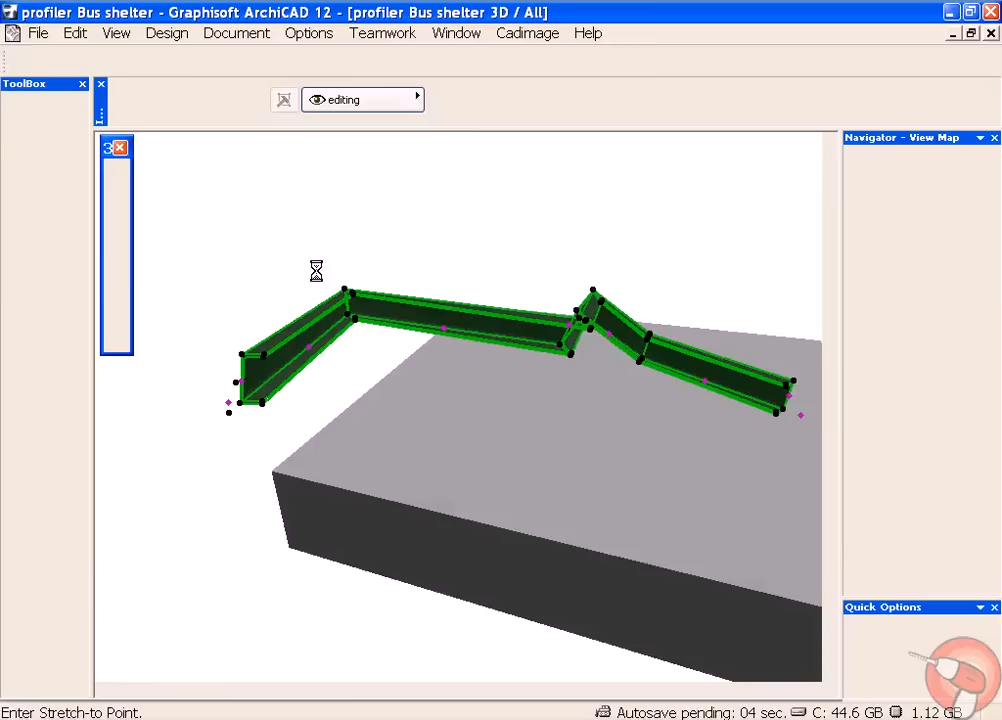 profiler Bus shelter - Graphisoft ArchiCAD 12 - [profiler Bus shelter 3D / All]
File Edit View Design Document Options Teamwork Window Cadimage Help
ToolBox
editing
3
Navigator - View Map
Quick Options
Enter Stretch-to Point.
Autosave pending: 04 sec. C: 44.6 GB 1.12 GB